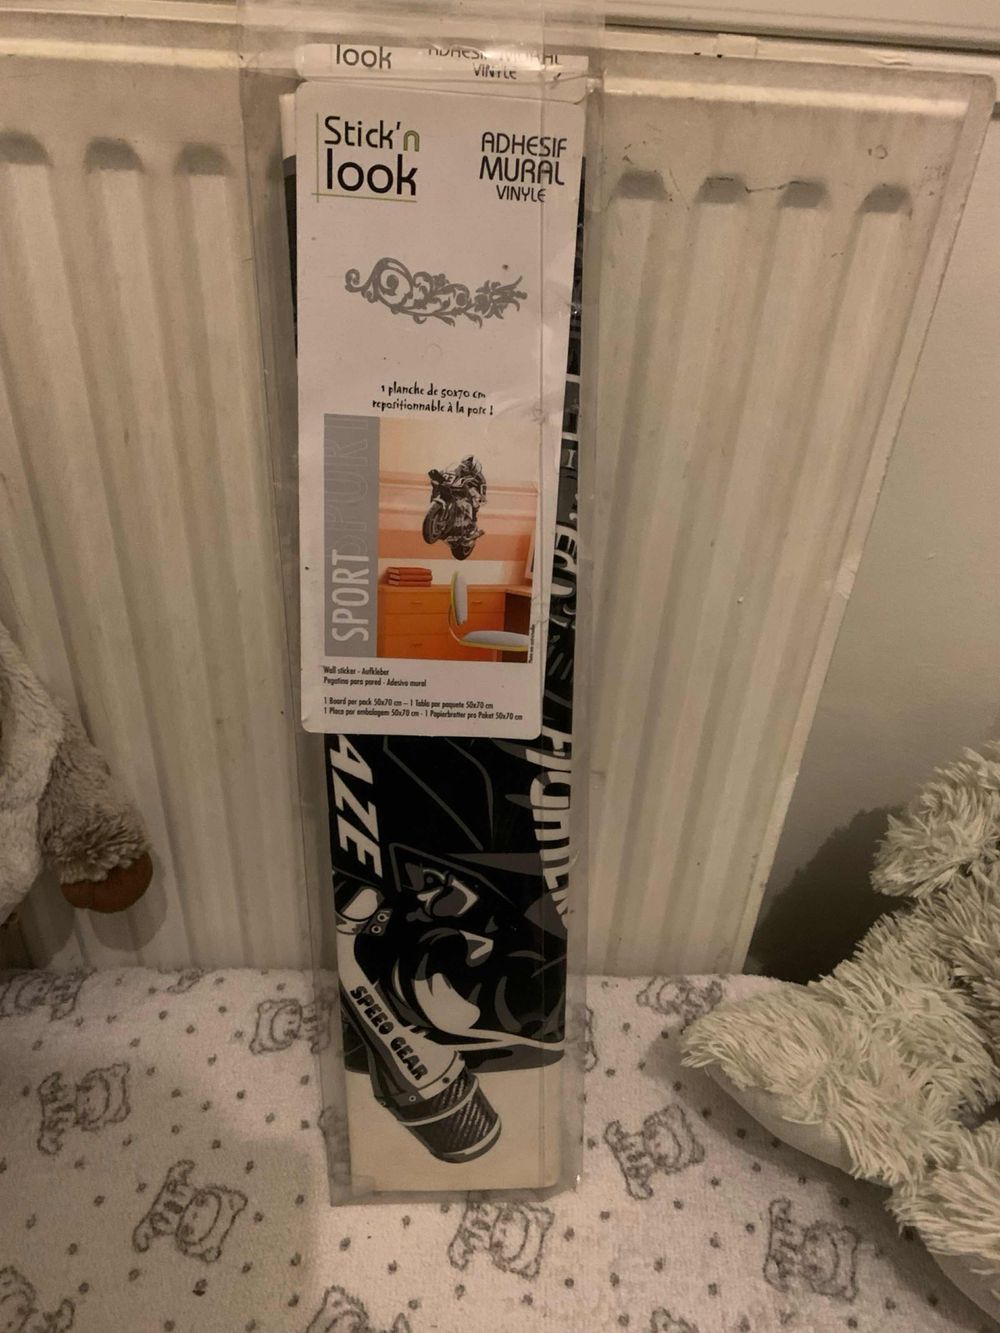 look
ADHESIF MURAL
VINYLE
Stick'n
look
ADHESIF
MURAL
VINYLE
1 planche de 50x70 cm
repositionnable à la pose !
SPORT
SPORT
Wall sticker - Aufkleber
Pegatina para pared - Adesivo mural
1 Board per pack 50x70 cm – 1 Tabla por paquete 50x70 cm
1 Placa por embalagem 50x70 cm - 1 Papierbretter pro Paket 50x70 cm
AZE
SPEED GEAR